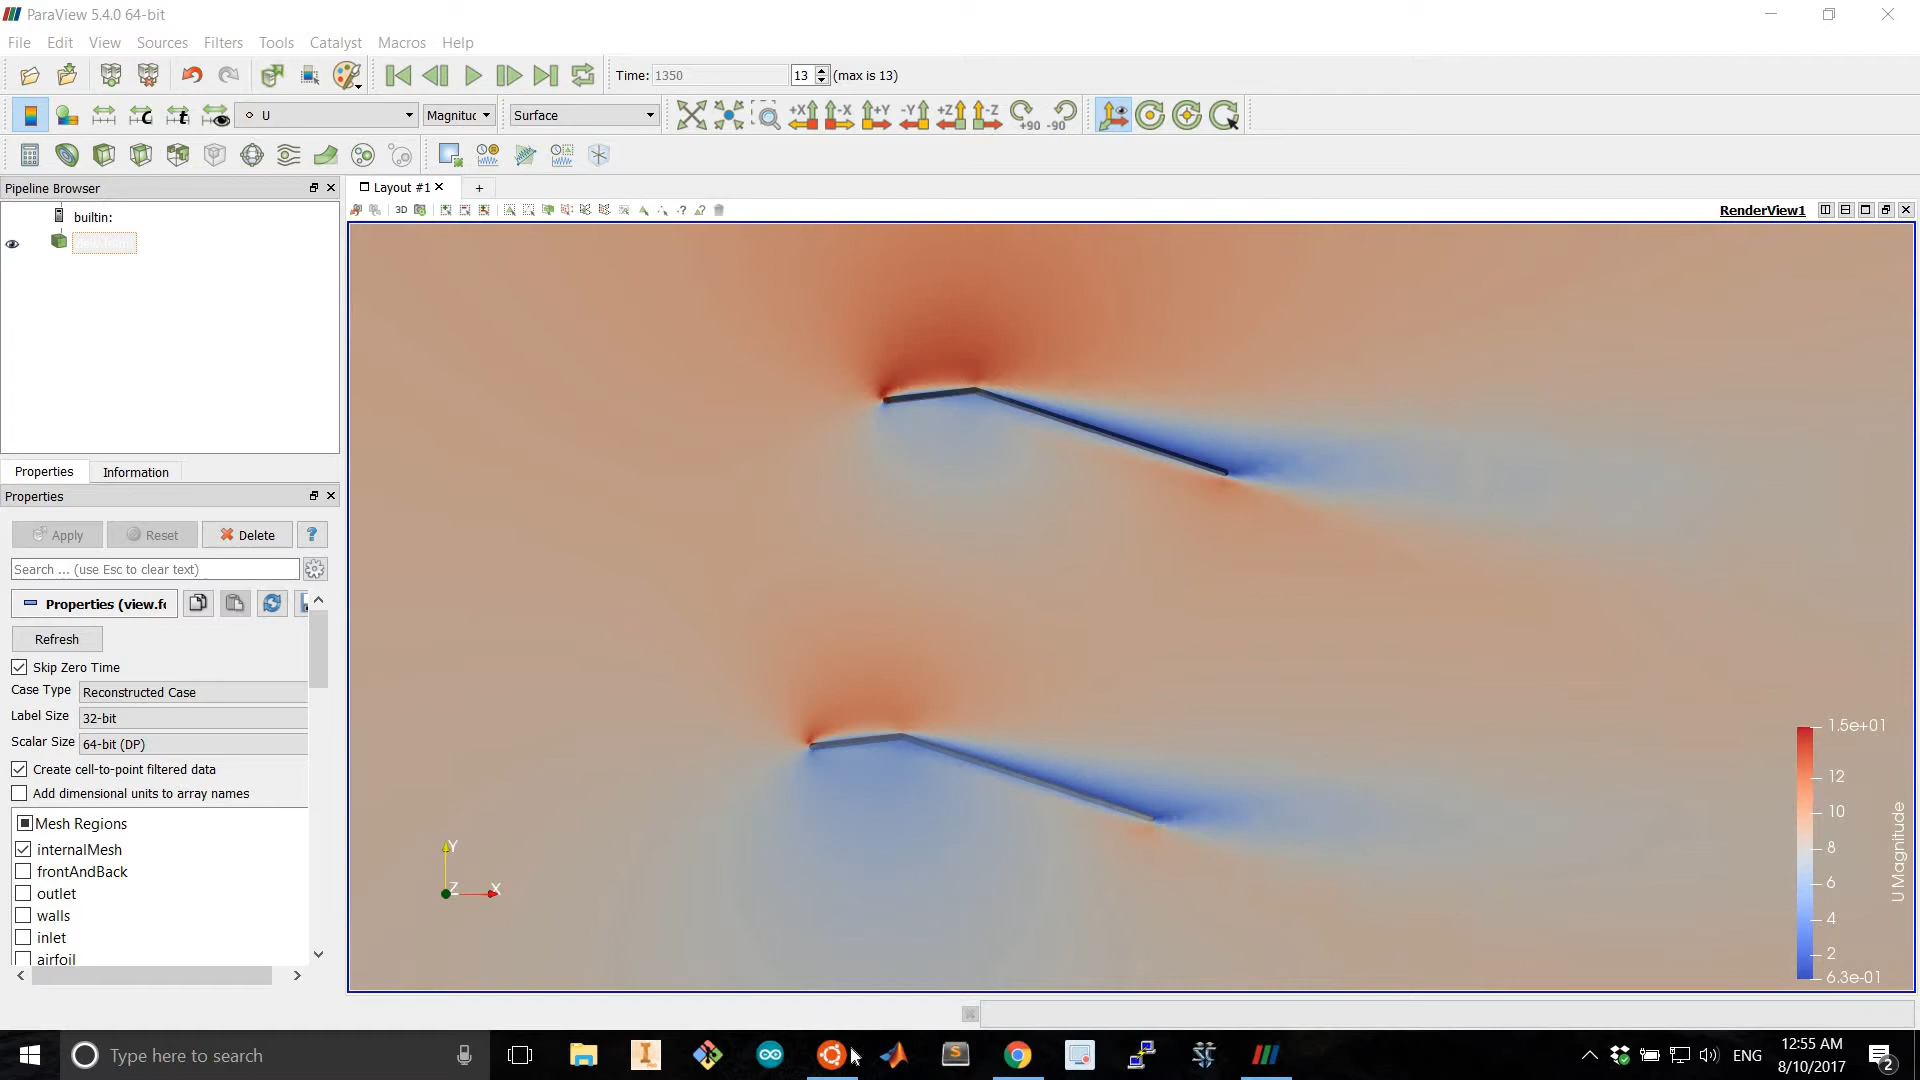 ParaView 5.4.0 64-bit
File Edit View Sources Filters Tools Catalyst Macros Help
Time: 1350 13 (max is 13)
U Magnituc Surface +X -X +Y -Y +Z -Z +90 -90
Pipeline Browser
Layout #1 +
builtin:
3D
RenderView1
Properties Information
Properties
Apply Reset Delete ?
Search ... (use Esc to clear text)
Properties (view.fo
Refresh
Skip Zero Time
Case Type Reconstructed Case
Label Size 32-bit
Scalar Size 64-bit (DP)
Create cell-to-point filtered data
Add dimensional units to array names
Mesh Regions
internalMesh
frontAndBack
outlet
walls
inlet
airfoil
Y
Z X
1.5e+01
12
10
8
6
4
2
6.3e-01
U Magnitude
Type here to search
ENG
12:55 AM
8/10/2017
2